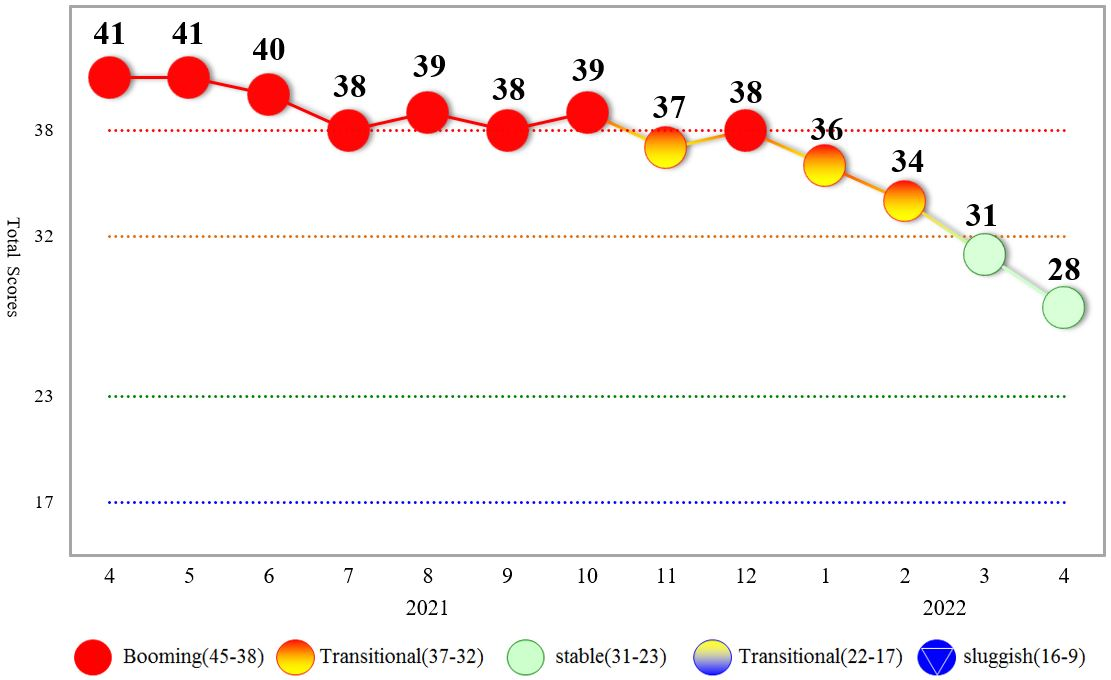 41 41 40 38 39 38 39 37 38 36 34 31 28
38
32
23
17
Total Scores
4 5 6 7 8 9 10 11 12 1 2 3 4
2021 2022
Booming(45-38) Transitional(37-32) stable(31-23) Transitional(22-17) sluggish(16-9)